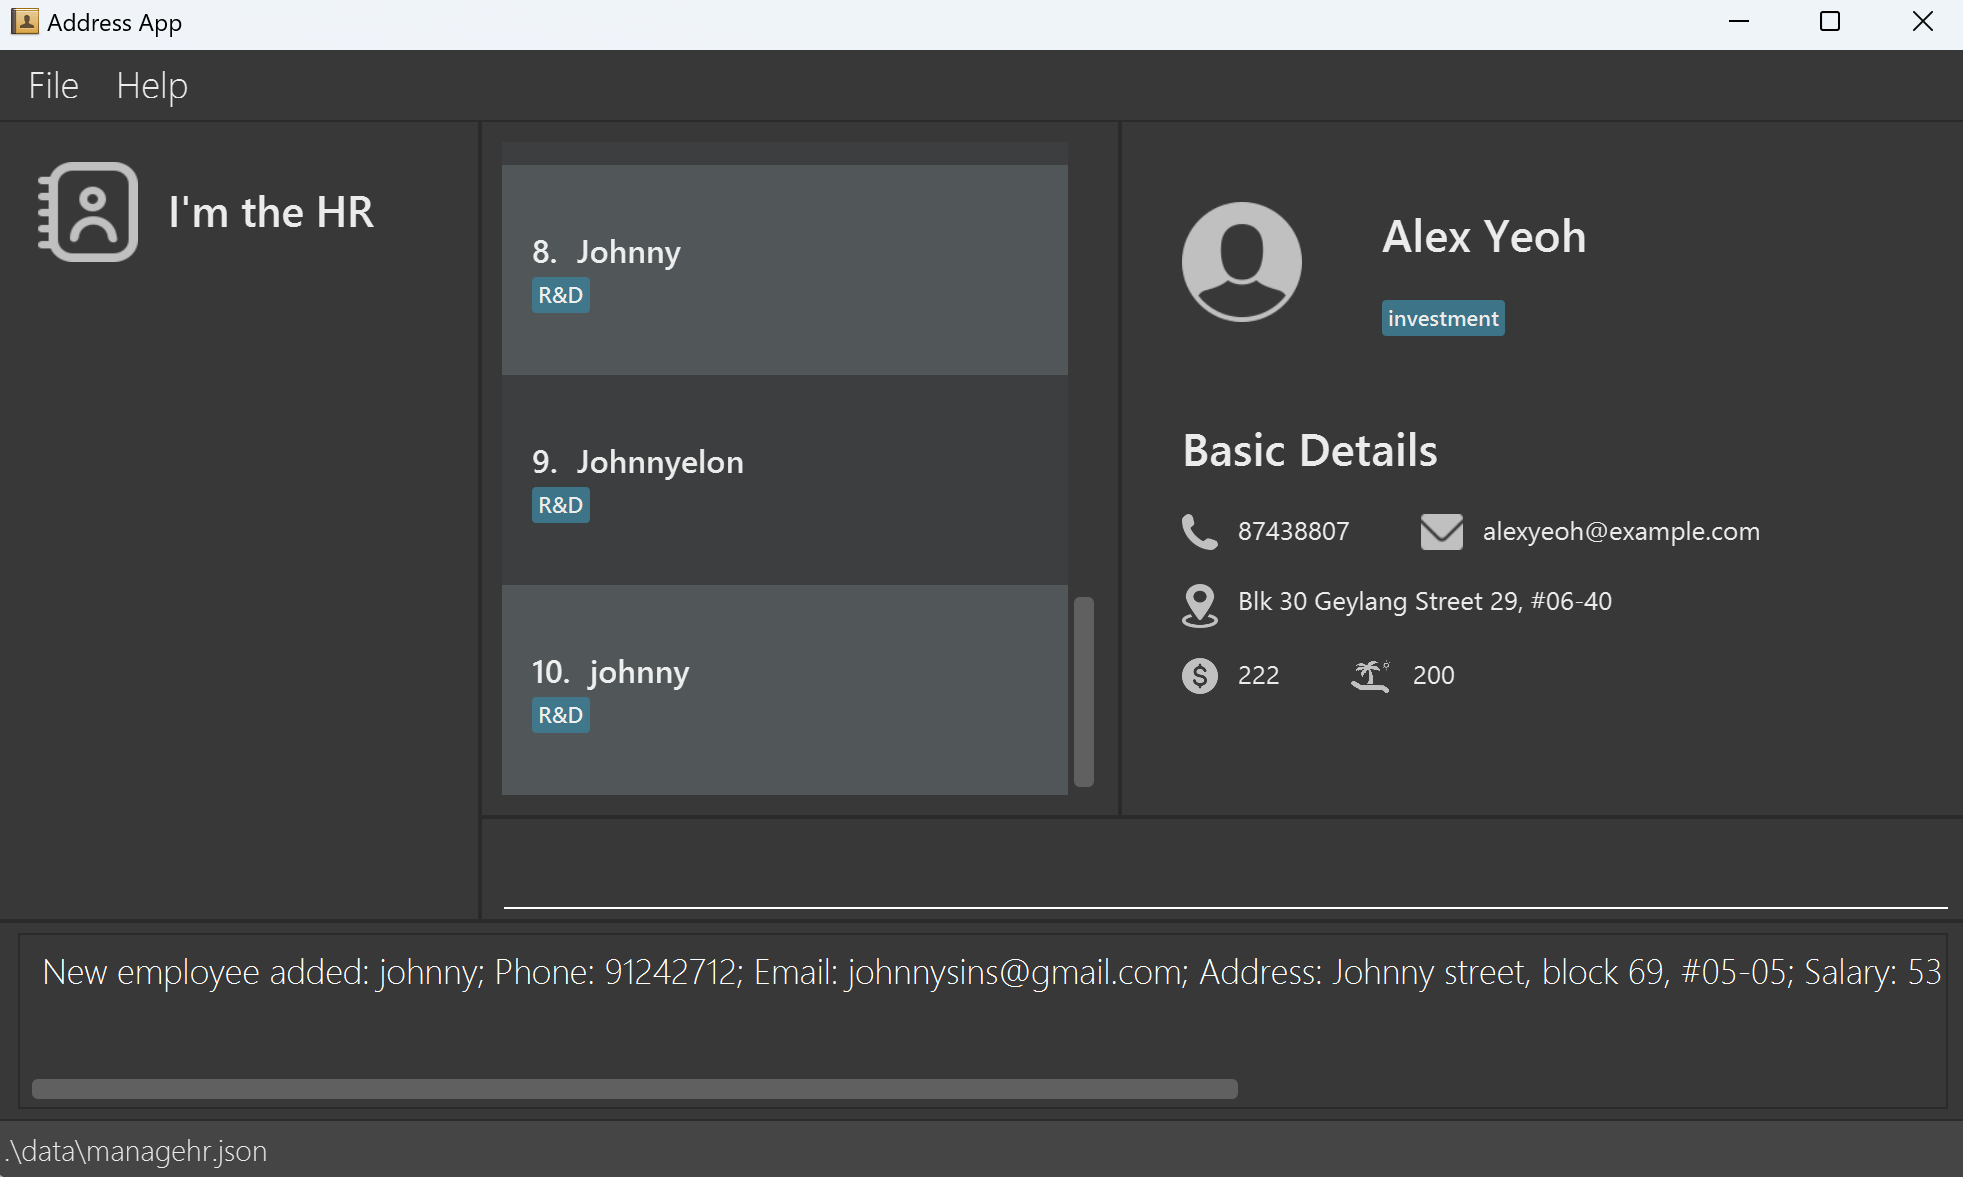 Address App
File Help
I'm the HR
8. Johnny
R&D
9. Johnnyelon
R&D
10. johnny
R&D
Alex Yeoh
investment
Basic Details
87438807 alexyeoh@example.com
Blk 30 Geylang Street 29, #06-40
222 200
New employee added: johnny; Phone: 91242712; Email: johnnysins@gmail.com; Address: Johnny street, block 69, #05-05; Salary: 53
.\data\managehr.json